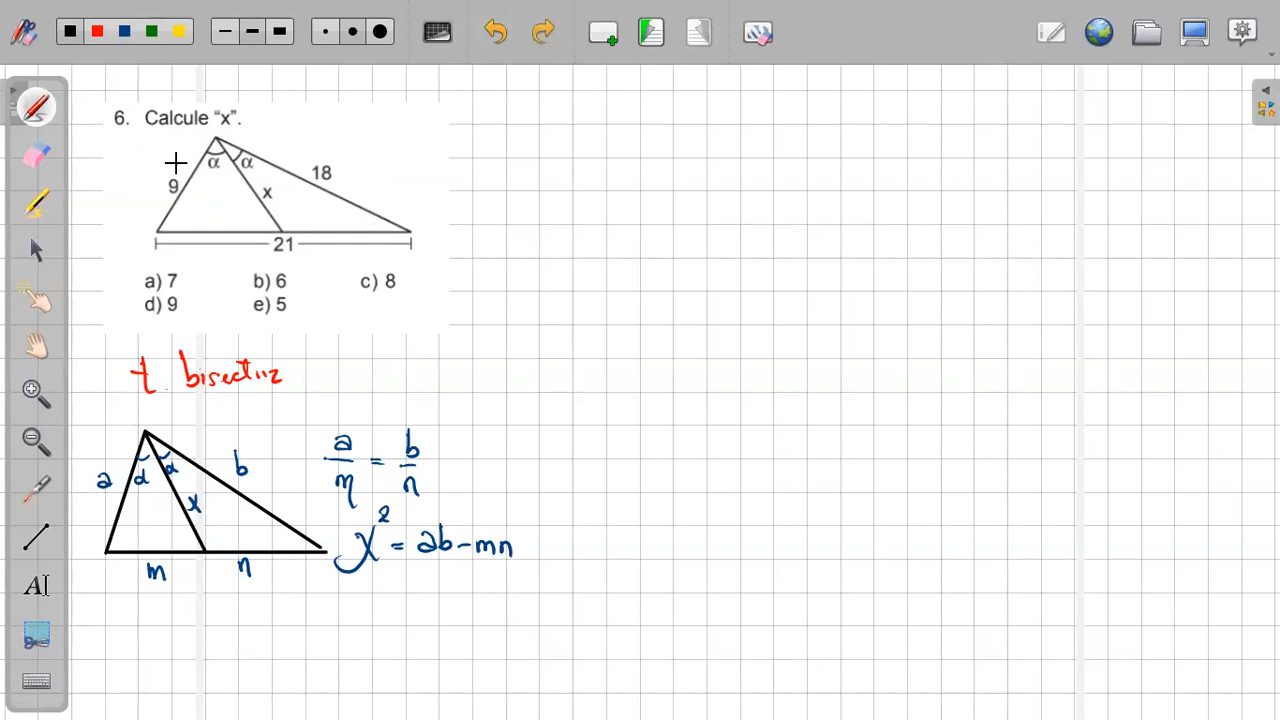 6. Calcule “x”.
α α
9 x 18
21
a) 7 b) 6 c) 8
d) 9 e) 5
t. bisectriz
a α α b x
m n
a/m = b/n
x² = ab - mn
A